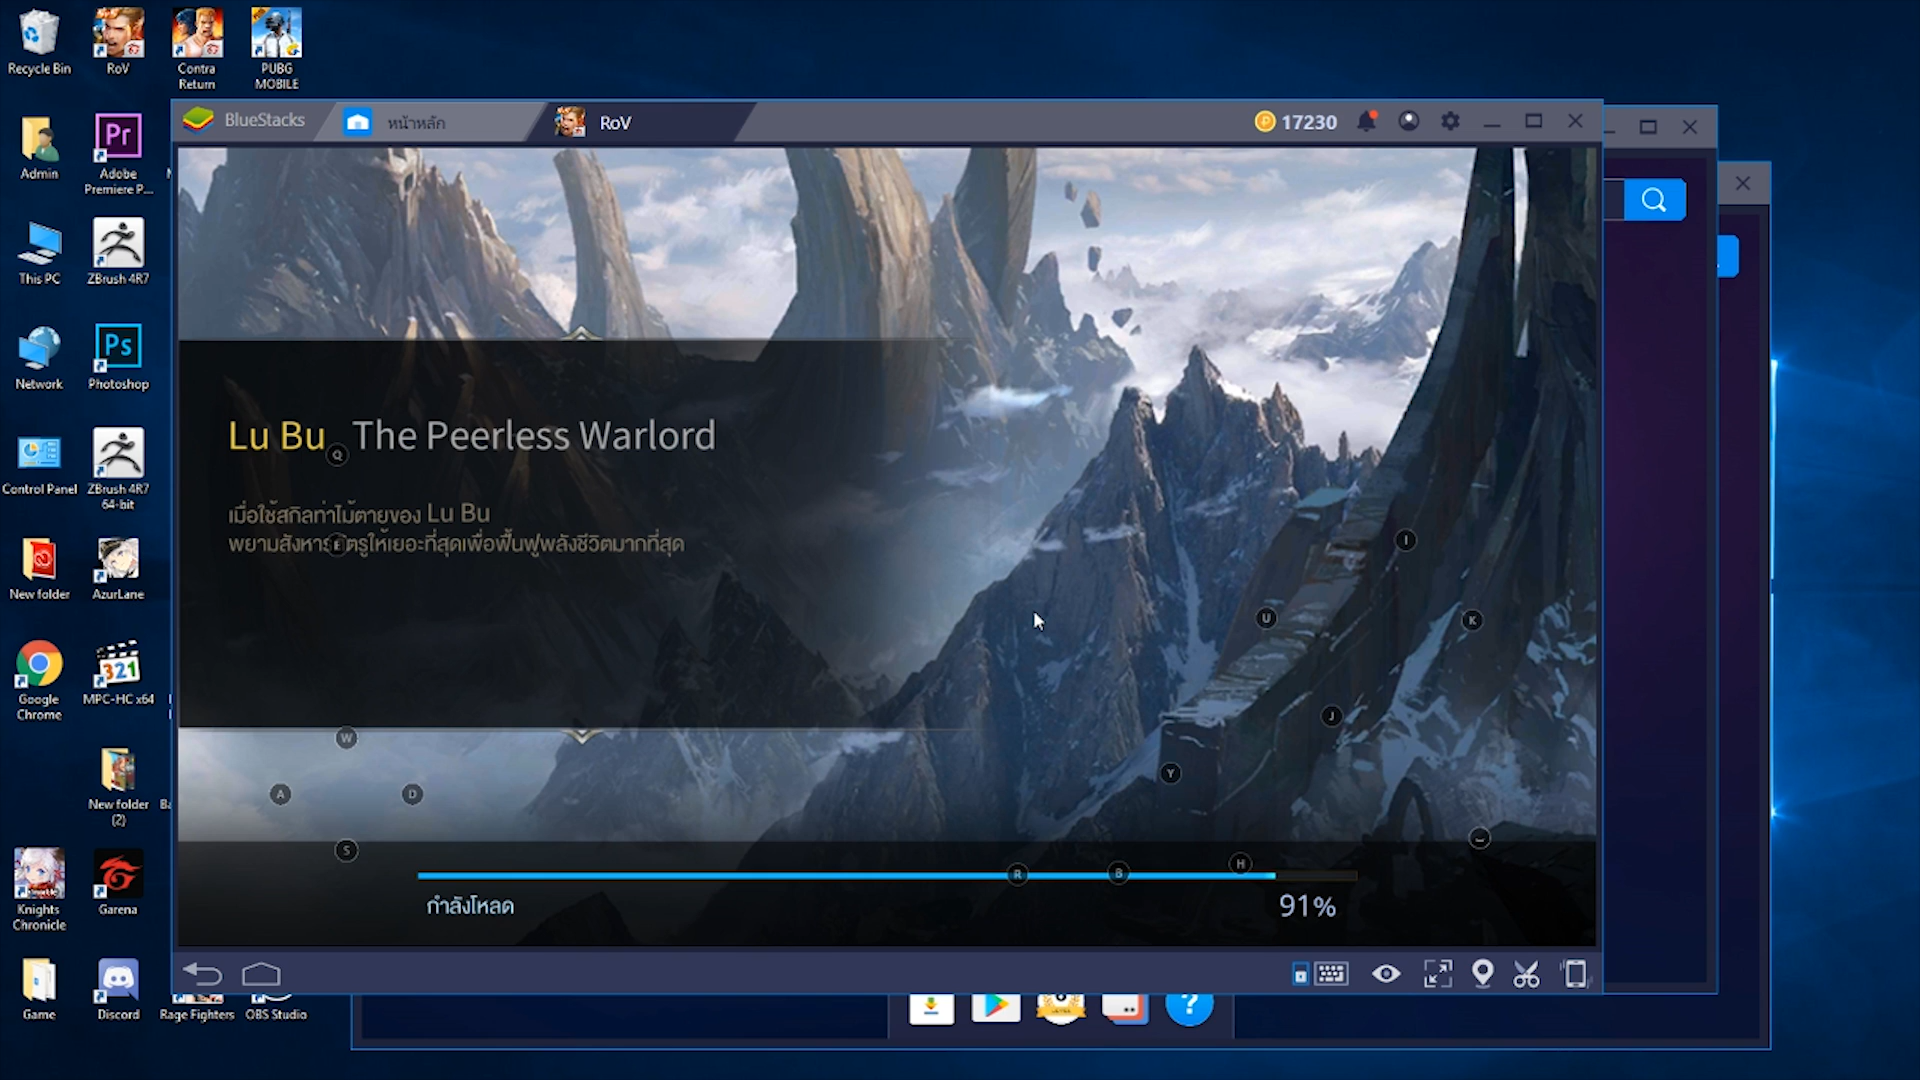 Recycle Bin
RoV
Contra
Return
PUBG
MOBILE
BlueStacks
หน้าหลัก
RoV
17230
Admin
Pr
Adobe
Premiere P...
This PC
ZBrush 4R7
Network
Ps
Photoshop
Control Panel
ZBrush 4R7
64-bit
New folder
AzurLane
Google
Chrome
321
MPC-HC x64
New folder
(2)
Knights
Chronicle
Garena
Game
Discord
Rage Fighters
OBS Studio
Lu Bu The Peerless Warlord
Q
เมื่อใช้สกิลท่าไม้ตายของ Lu Bu
พยามสังหารศัตรูให้เยอะที่สุดเพื่อฟื้นฟูพลังชีวิตมากที่สุด
E
I
U
K
J
W
Y
A
D
S
R
B
H
กำลังโหลด
91%
?